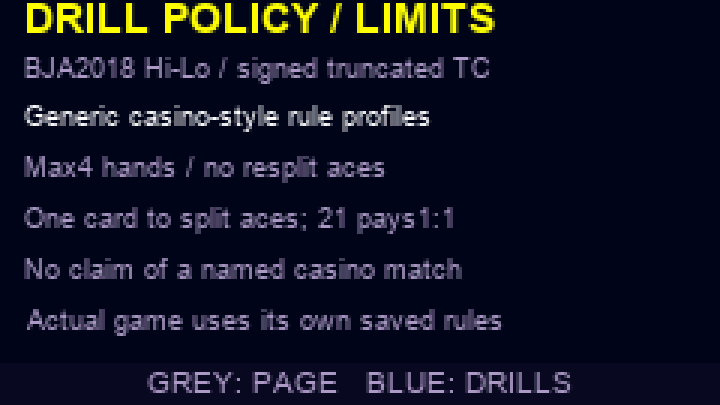 DRILL POLICY / LIMITS
BJA2018 Hi-Lo / signed truncated TC
Generic casino-style rule profiles
Max4 hands / no resplit aces
One card to split aces; 21 pays1:1
No claim of a named casino match
Actual game uses its own saved rules
GREY: PAGE BLUE: DRILLS